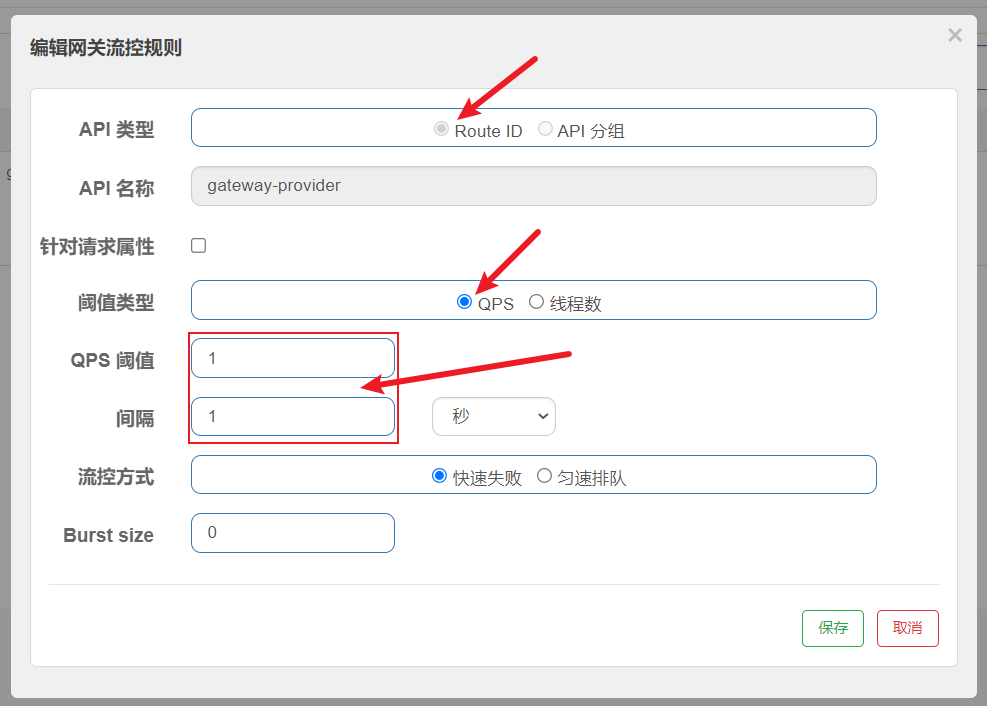 编辑网关流控规则 ×
API 类型 Route ID API 分组
API 名称 gateway-provider
针对请求属性
阈值类型 QPS 线程数
QPS 阈值 1
间隔 1 秒
流控方式 快速失败 匀速排队
Burst size 0
保存 取消